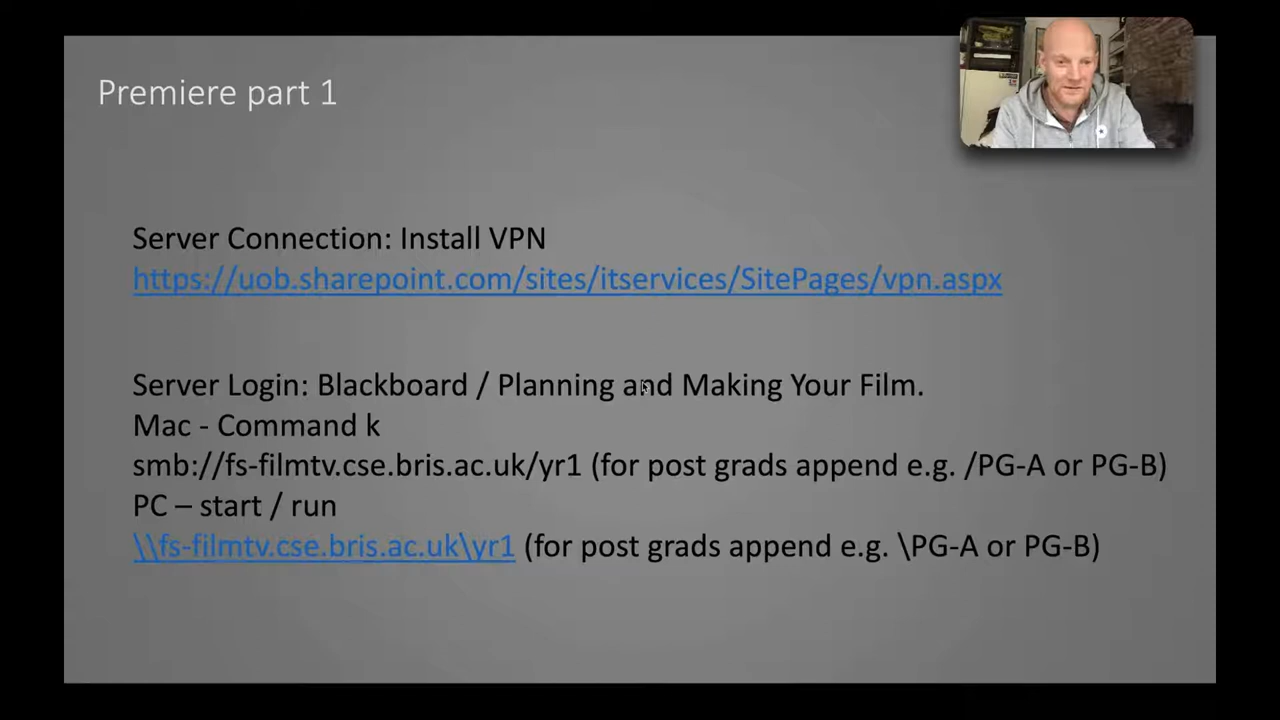 Premiere part 1
Server Connection: Install VPN
https://uob.sharepoint.com/sites/itservices/SitePages/vpn.aspx
Server Login: Blackboard / Planning and Making Your Film.
Mac - Command k
smb://fs-filmtv.cse.bris.ac.uk/yr1 (for post grads append e.g. /PG-A or PG-B)
PC – start / run
\\fs-filmtv.cse.bris.ac.uk\yr1 (for post grads append e.g. \PG-A or PG-B)